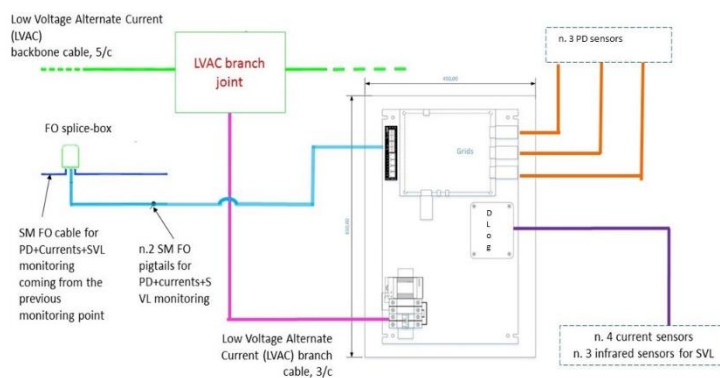 Low Voltage Alternate Current
(LVAC)
backbone cable, 5/c
LVAC branch
joint
n. 3 PD sensors
450,00
FO splice-box
Grids
SM FO cable for
PD+Currents+SVL
monitoring
coming from the
previous
monitoring point
n.2 SM FO
pigtails for
PD+currents+S
VL monitoring
D
L
o
g
Low Voltage Alternate
Current (LVAC) branch
cable, 3/c
n. 4 current sensors
n. 3 infrared sensors for SVL